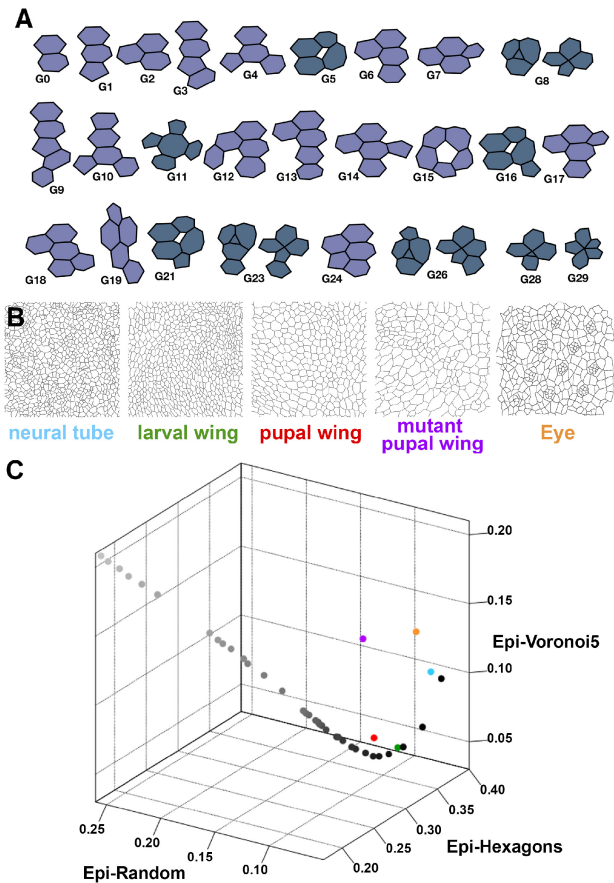 A
G0
G1
G2
G3
G4
G5
G6
G7
G8
G9
G10
G11
G12
G13
G14
G15
G16
G17
G18
G19
G21
G23
G24
G26
G28
G29
B
neural tube
larval wing
pupal wing
mutant
pupal wing
Eye
C
0.20
0.15
Epi-Voronoi5
0.10
0.05
0.40
0.35
0.30
Epi-Hexagons
0.25
0.20
0.25
0.20
0.15
0.10
Epi-Random